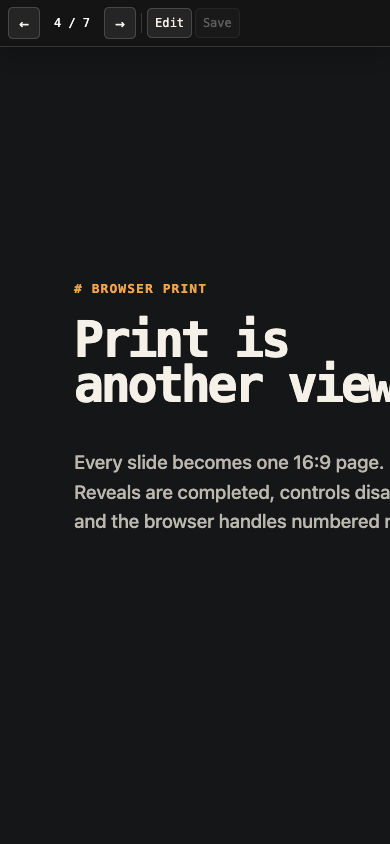 ← 4 / 7 → Edit Save
# BROWSER PRINT
Print is
another view
Every slide becomes one 16:9 page.
Reveals are completed, controls disa
and the browser handles numbered